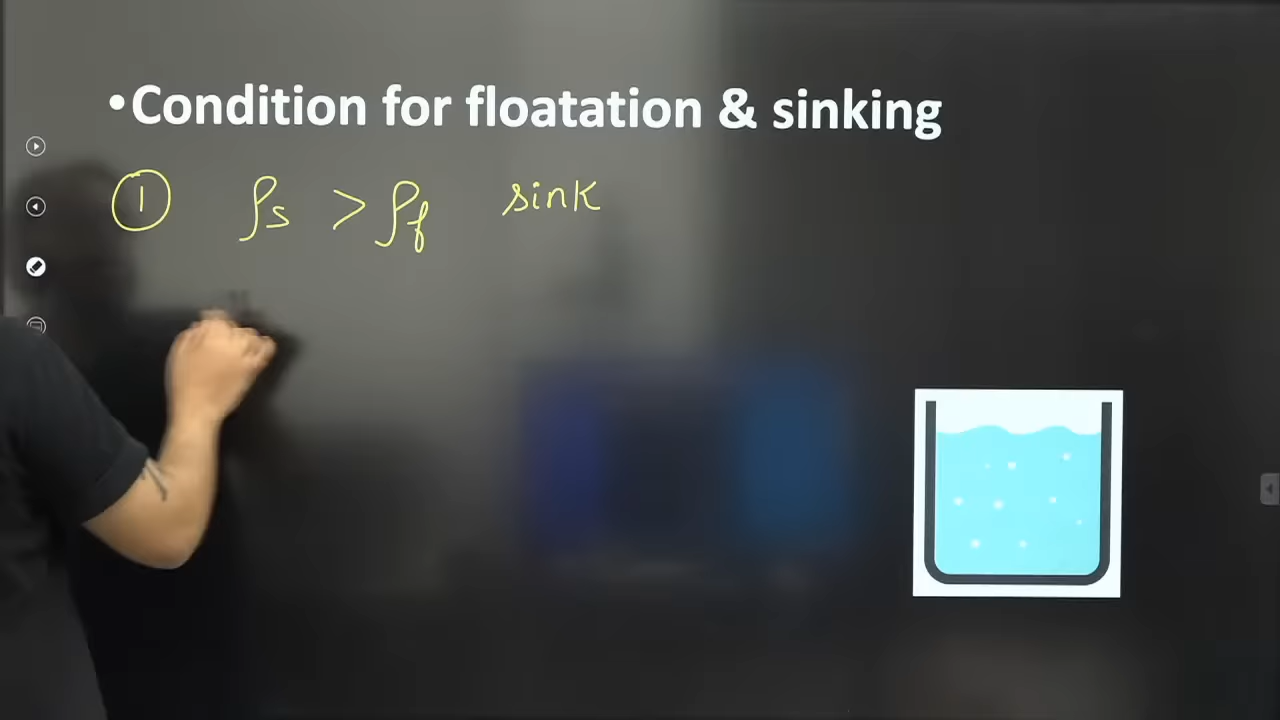 •Condition for floatation & sinking
① ρs > ρf sink